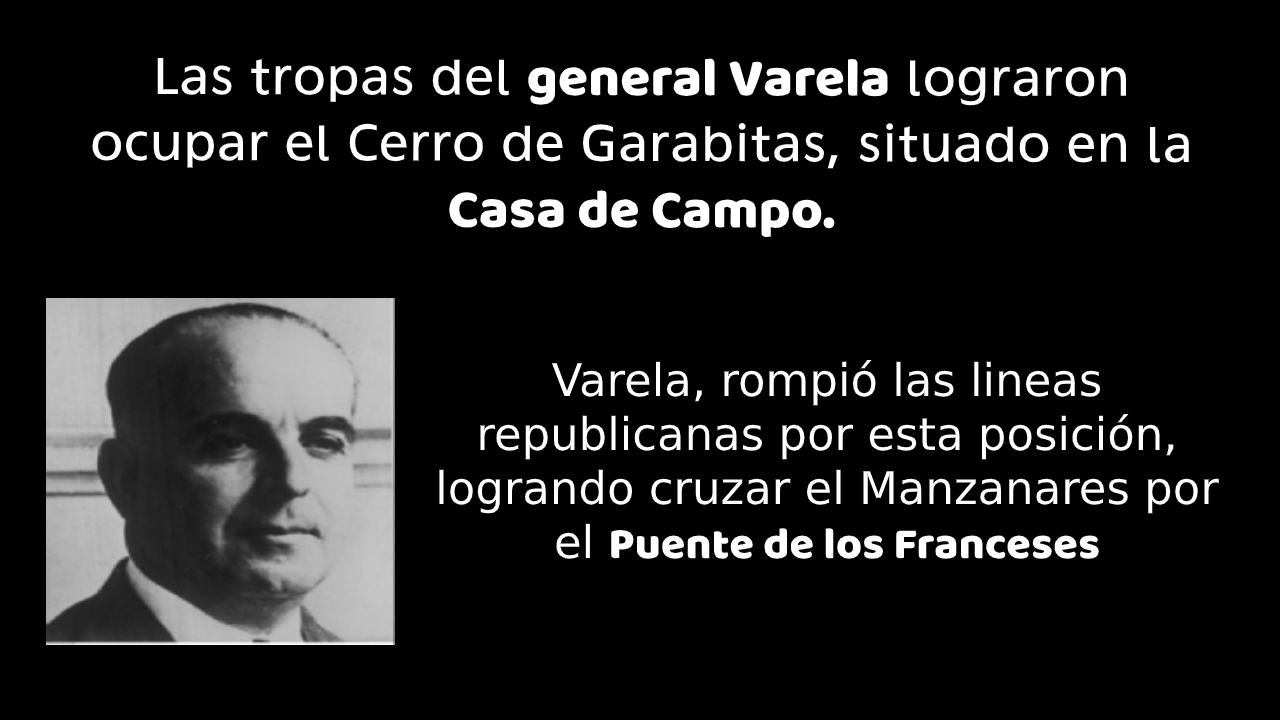 Las tropas del general Varela lograron
ocupar el Cerro de Garabitas, situado en la
Casa de Campo.
Varela, rompió las lineas
republicanas por esta posición,
logrando cruzar el Manzanares por
el Puente de los Franceses